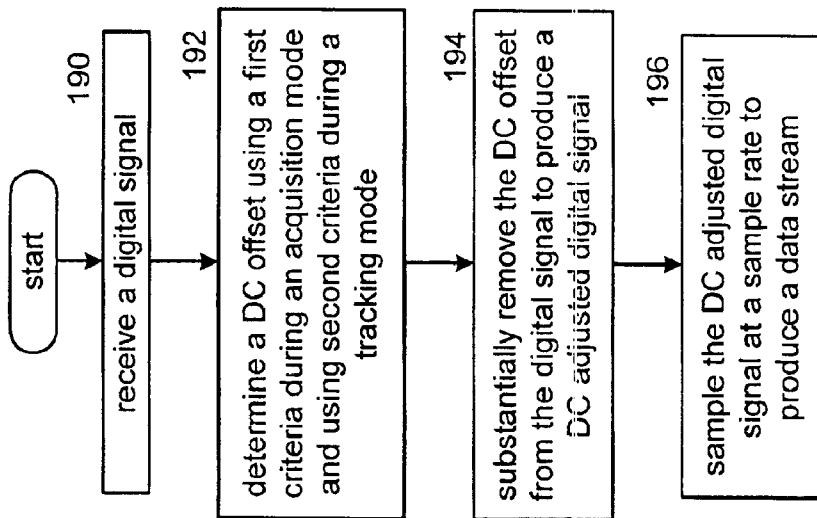 start
190
receive a digital signal
192
determine a DC offset using a first
criteria during an acquisition mode
and using second criteria during a
tracking mode
194
substantially remove the DC offset
from the digital signal to produce a
DC adjusted digital signal
196
sample the DC adjusted digital
signal at a sample rate to
produce a data stream